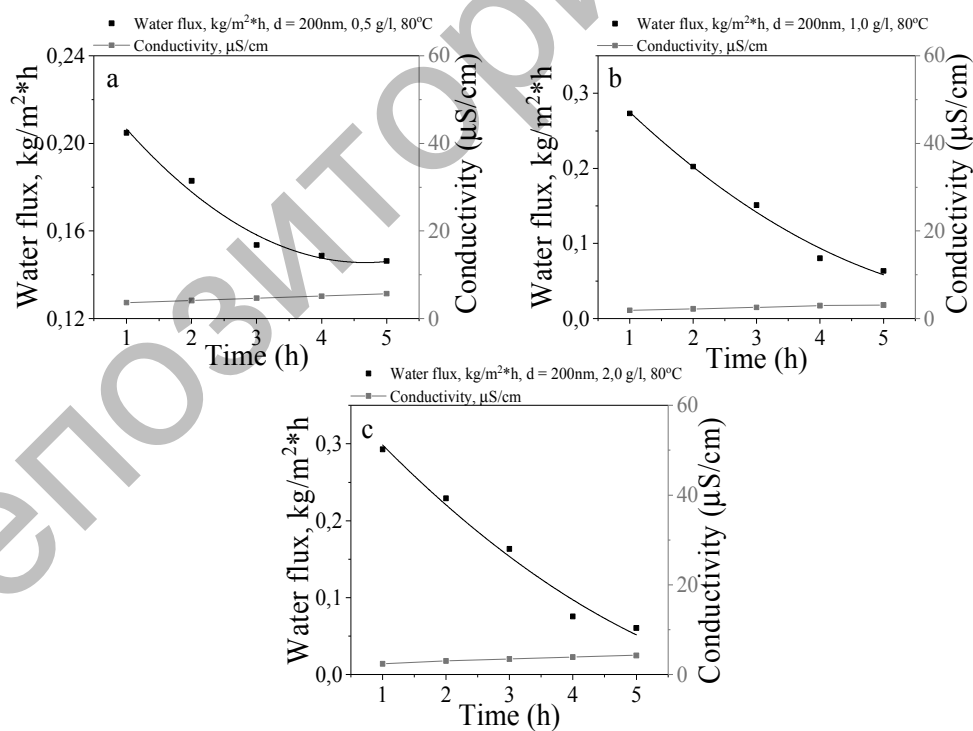 Water flux, kg/m²*h, d = 200nm, 0,5 g/l, 80°C
Conductivity, μS/cm
a
Water flux, kg/m²*h
0,24
0,20
0,16
0,12
Conductivity (μS/cm)
60
40
20
0
1 2 3 4 5
Time (h)
Water flux, kg/m²*h, d = 200nm, 1,0 g/l, 80°C
Conductivity, μS/cm
b
Water flux, kg/m²*h
0,3
0,2
0,1
0,0
Conductivity (μS/cm)
60
40
20
0
1 2 3 4 5
Time (h)
Water flux, kg/m²*h, d = 200nm, 2,0 g/l, 80°C
Conductivity, μS/cm
c
Water flux, kg/m²*h
0,3
0,2
0,1
0,0
Conductivity (μS/cm)
60
40
20
0
1 2 3 4 5
Time (h)
епозитори